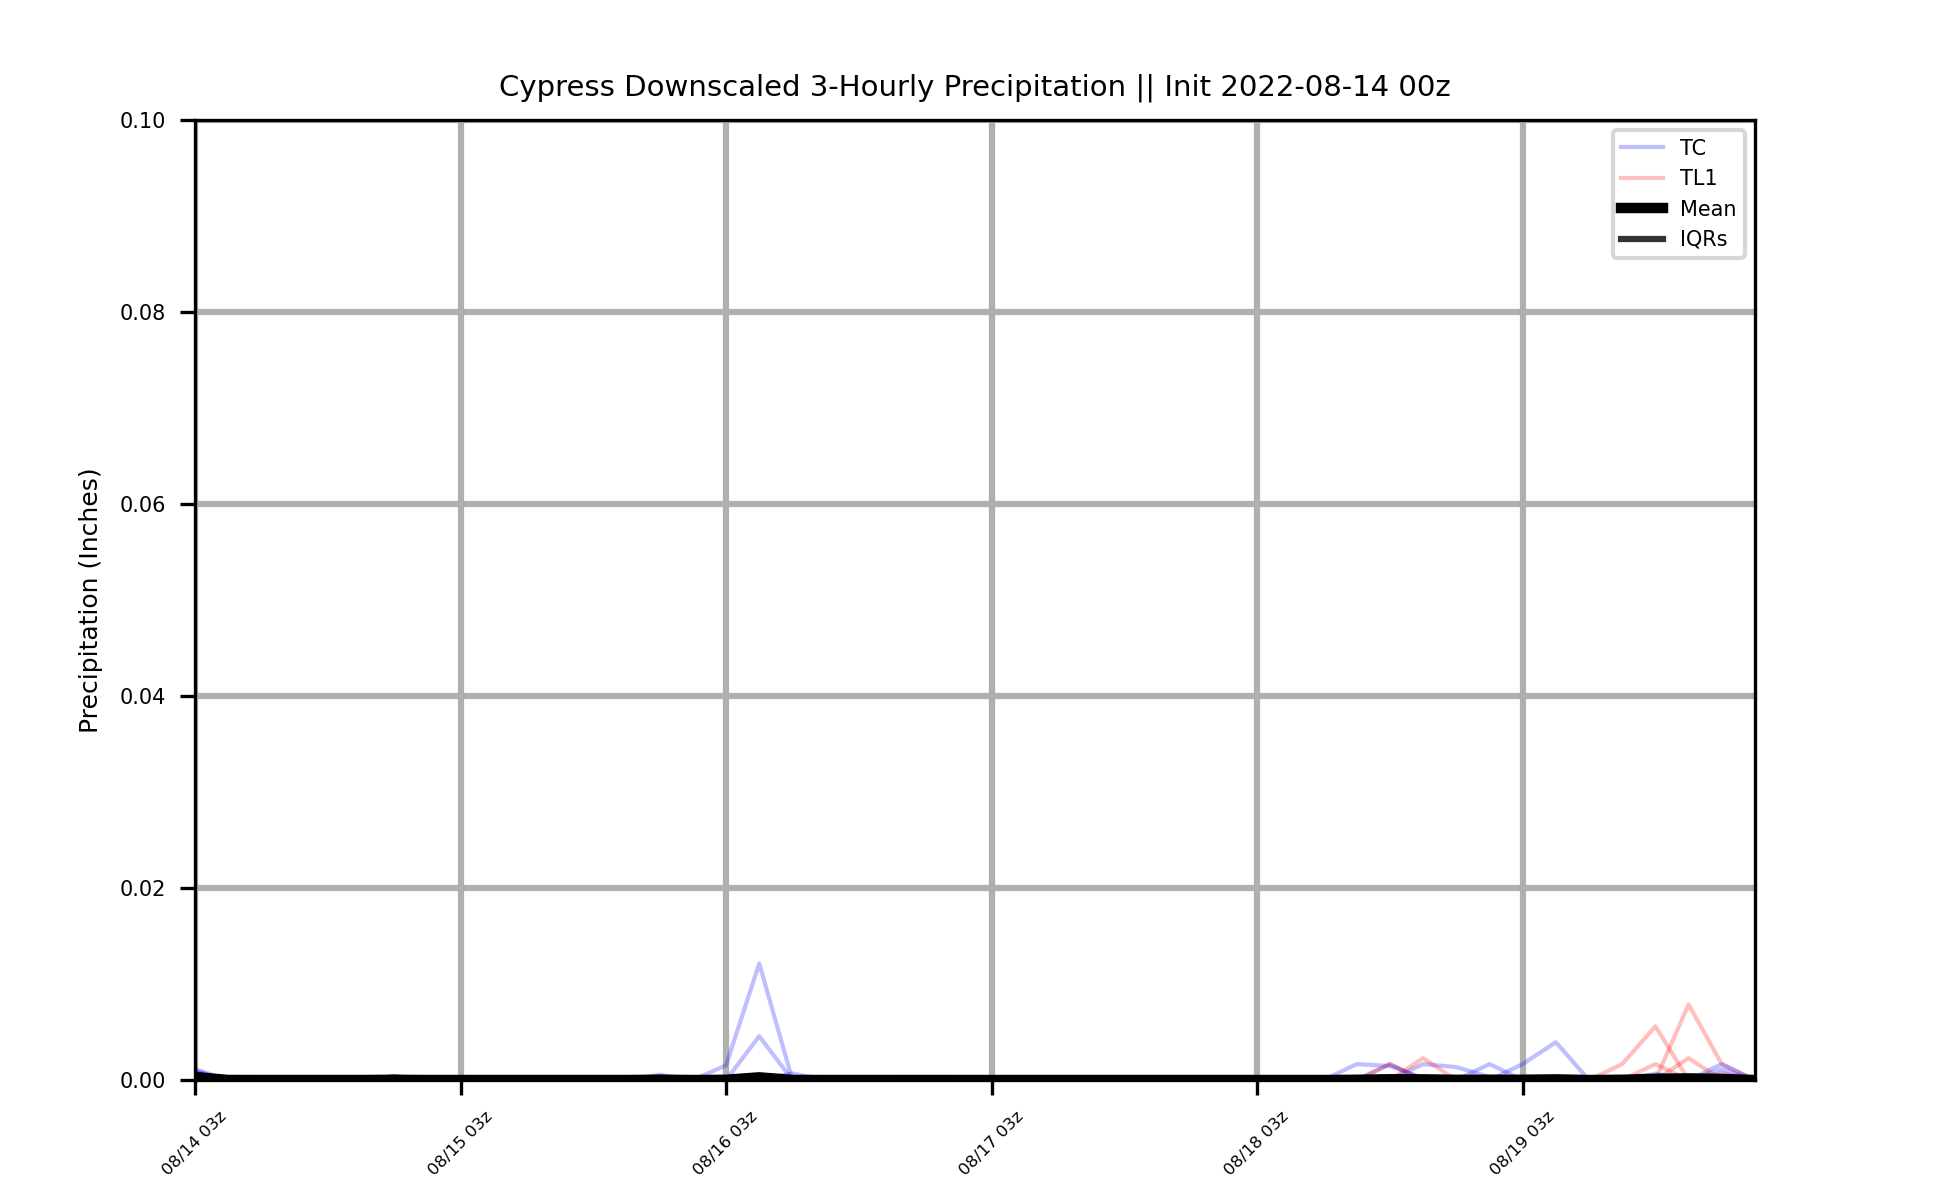 Cypress Downscaled 3-Hourly Precipitation || Init 2022-08-14 00z
TC
TL1
Mean
IQRs
Precipitation (Inches)
0.10
0.08
0.06
0.04
0.02
0.00
08/14 03z
08/15 03z
08/16 03z
08/17 03z
08/18 03z
08/19 03z